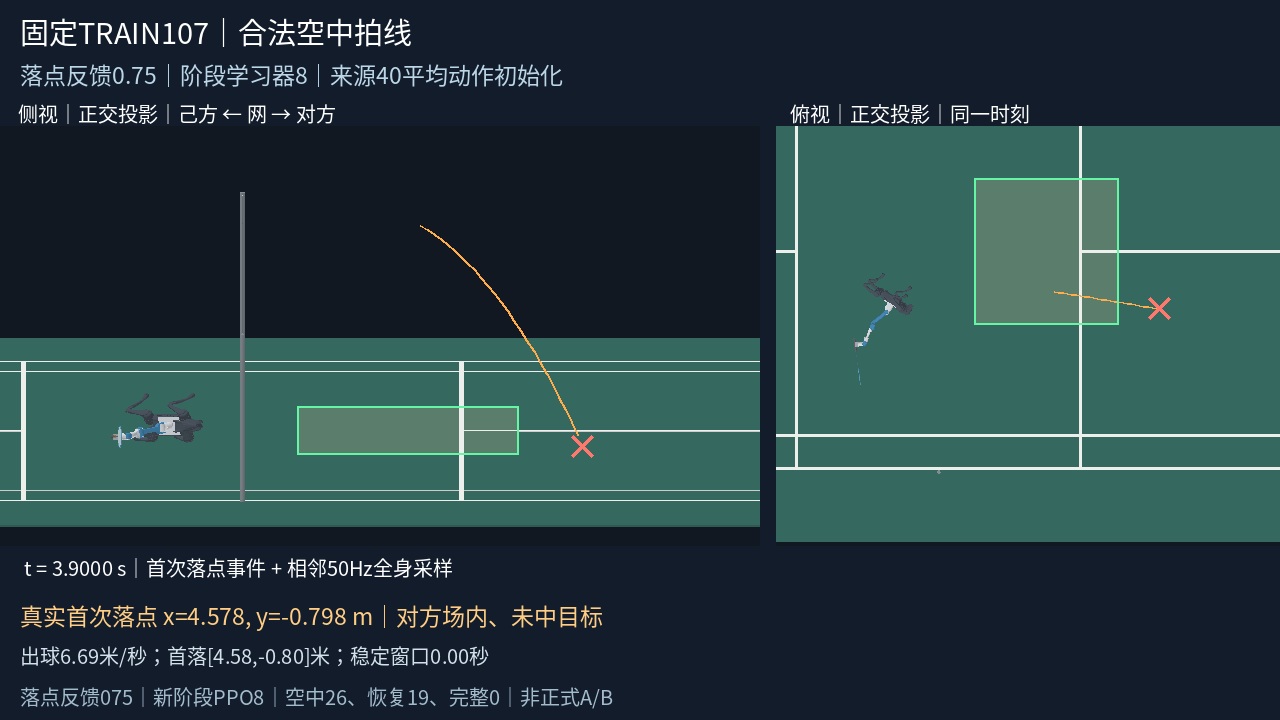 固定TRAIN107｜合法空中拍线
落点反馈0.75｜阶段学习器8｜来源40平均动作初始化
侧视｜正交投影｜己方 ← 网 → 对方
俯视｜正交投影｜同一时刻
t = 3.9000 s｜首次落点事件 + 相邻50Hz全身采样
真实首次落点 x=4.578, y=-0.798 m｜对方场内、未中目标
出球6.69米/秒；首落[4.58,-0.80]米；稳定窗口0.00秒
落点反馈075｜新阶段PPO8｜空中26、恢复19、完整0｜非正式A/B